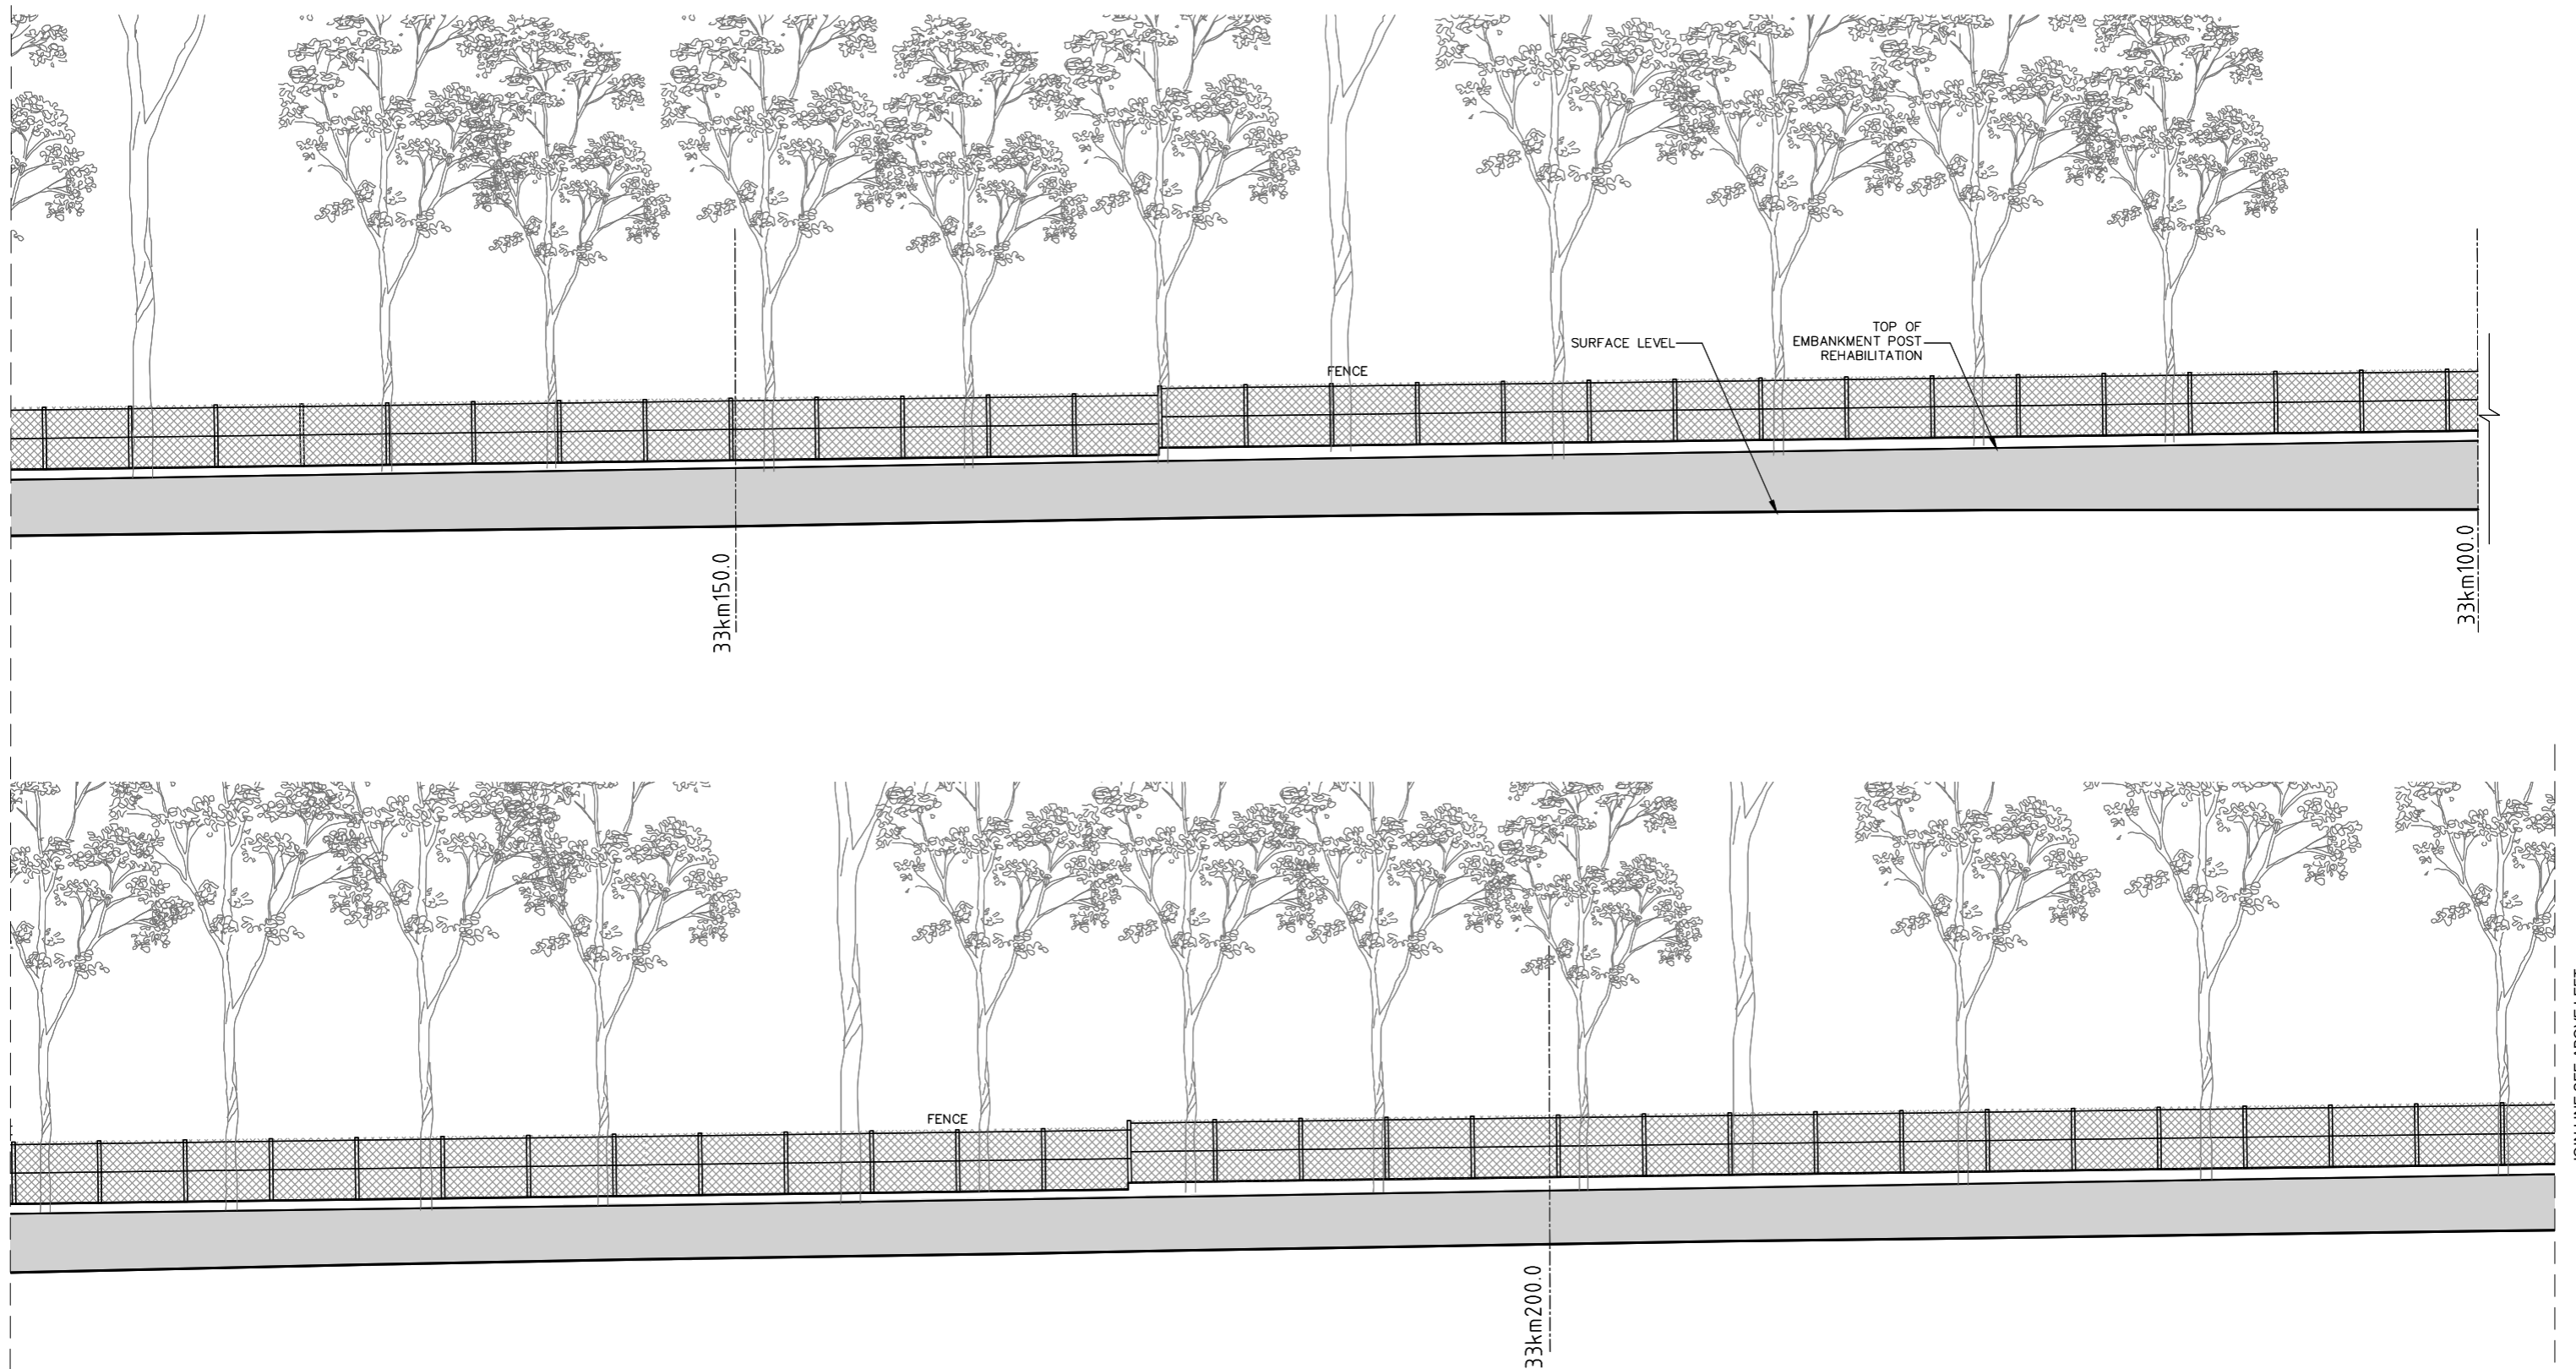 TOP OF
EMBANKMENT POST
REHABILITATION
SURFACE LEVEL
FENCE
33km150.0
33km100.0
FENCE
33km200.0